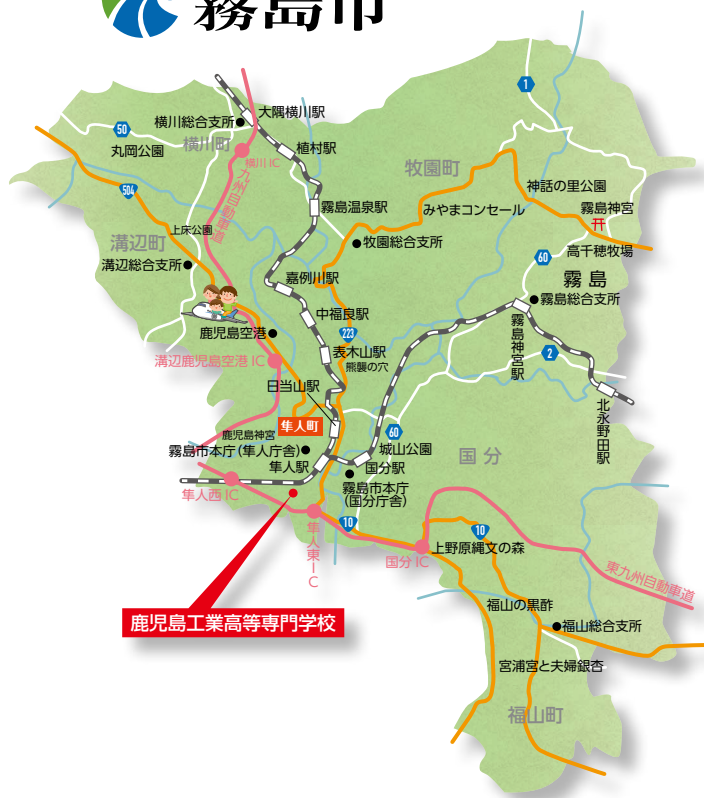 霧島市
1
大隅横川駅
横川総合支所
50
横川町
植村駅
丸岡公園
横川IC
牧園町
504
九州自動車道
神話の里公園
霧島温泉駅
みやまコンセール
霧島神宮
上床公園
溝辺町
牧園総合支所
高千穂牧場
60
溝辺総合支所
嘉例川駅
霧島
霧島総合支所
中福良駅
鹿児島空港
223
霧島神宮駅
表木山駅
2
溝辺鹿児島空港IC
熊襲の穴
日当山駅
北永野田駅
隼人町
鹿児島神宮
60
霧島市本庁(隼人庁舎)
城山公園
国分
隼人駅
国分駅
霧島市本庁
(国分庁舎)
隼人西IC
10
隼人東IC
10
上野原縄文の森
国分IC
東九州自動車道
福山の黒酢
鹿児島工業高等専門学校
福山総合支所
宮浦宮と夫婦銀杏
福山町